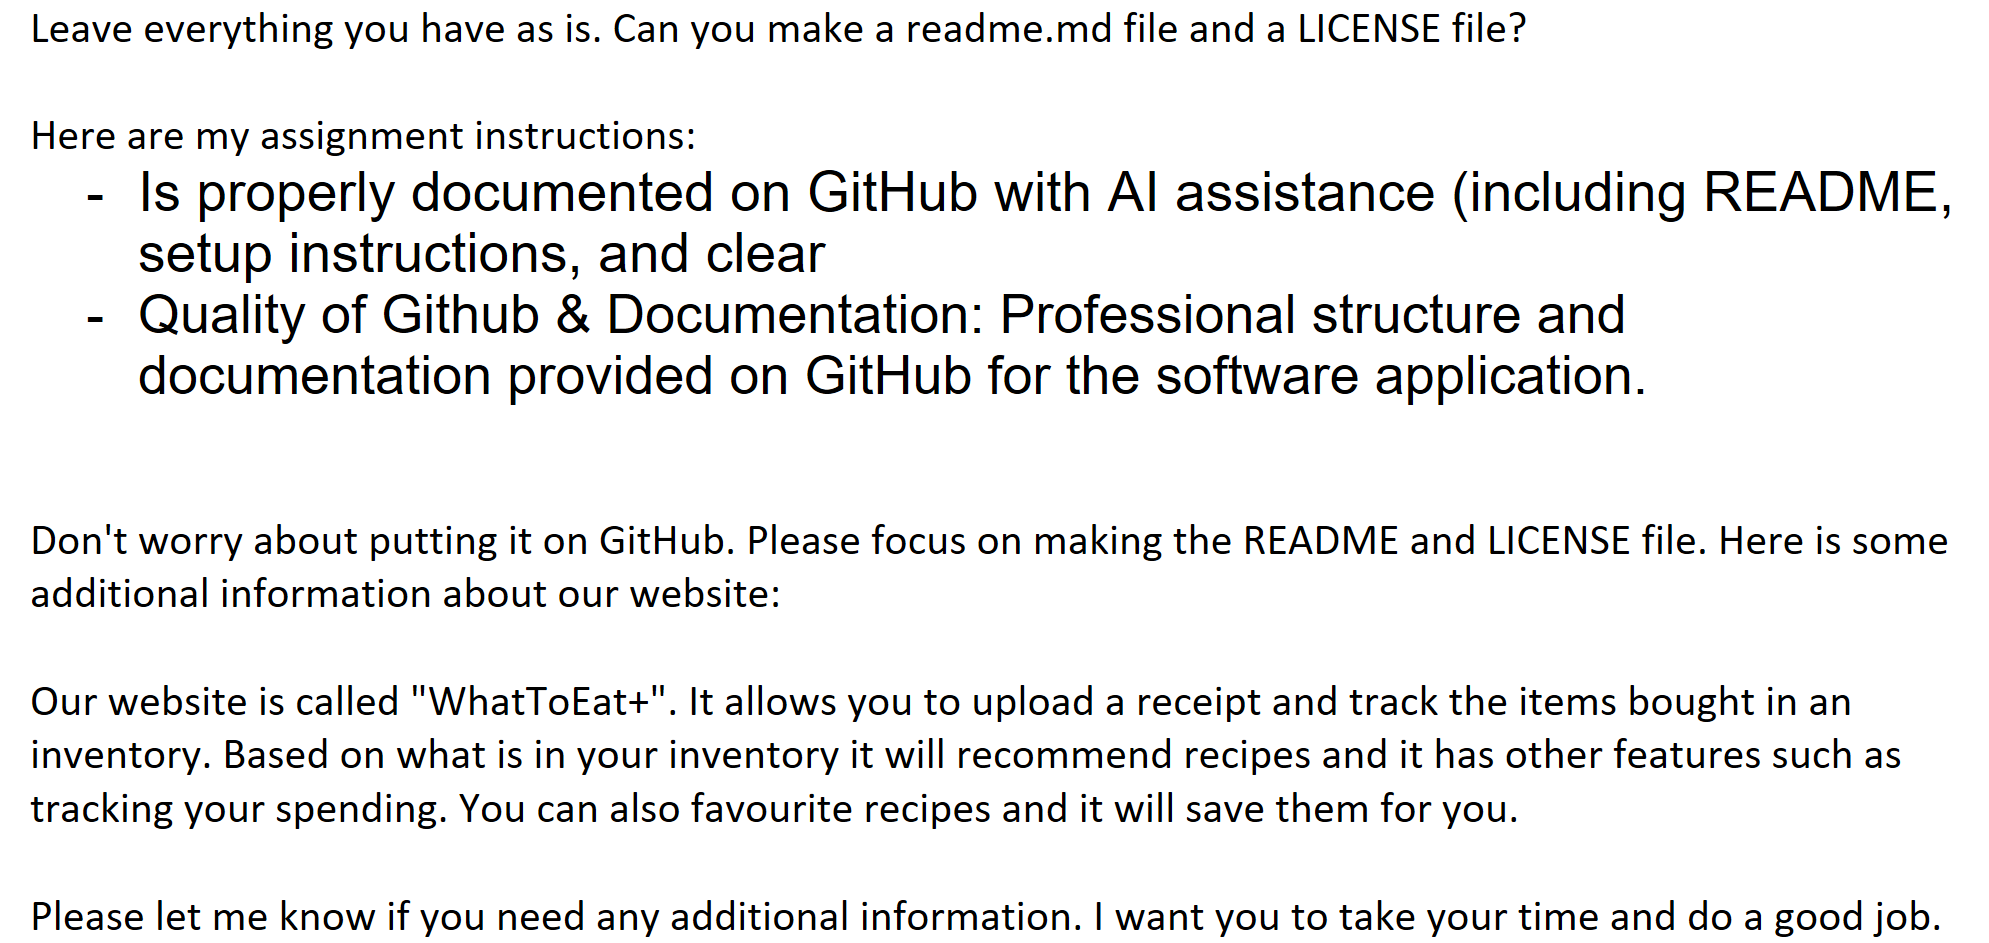 Leave everything you have as is. Can you make a readme.md file and a LICENSE file?
Here are my assignment instructions:
- Is properly documented on GitHub with AI assistance (including README,
setup instructions, and clear
- Quality of Github & Documentation: Professional structure and
documentation provided on GitHub for the software application.
Don't worry about putting it on GitHub. Please focus on making the README and LICENSE file. Here is some
additional information about our website:
Our website is called "WhatToEat+". It allows you to upload a receipt and track the items bought in an
inventory. Based on what is in your inventory it will recommend recipes and it has other features such as
tracking your spending. You can also favourite recipes and it will save them for you.
Please let me know if you need any additional information. I want you to take your time and do a good job.